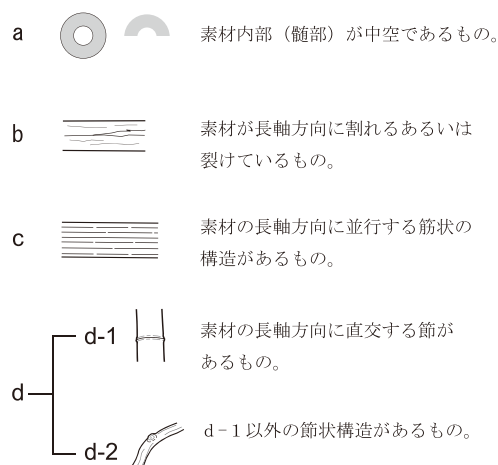 a 素材内部（髄部）が中空であるもの。
b 素材が長軸方向に割れるあるいは
裂けているもの。
c 素材の長軸方向に並行する筋状の
構造があるもの。
d
d-1 素材の長軸方向に直交する節が
あるもの。
d-2 d−1以外の節状構造があるもの。